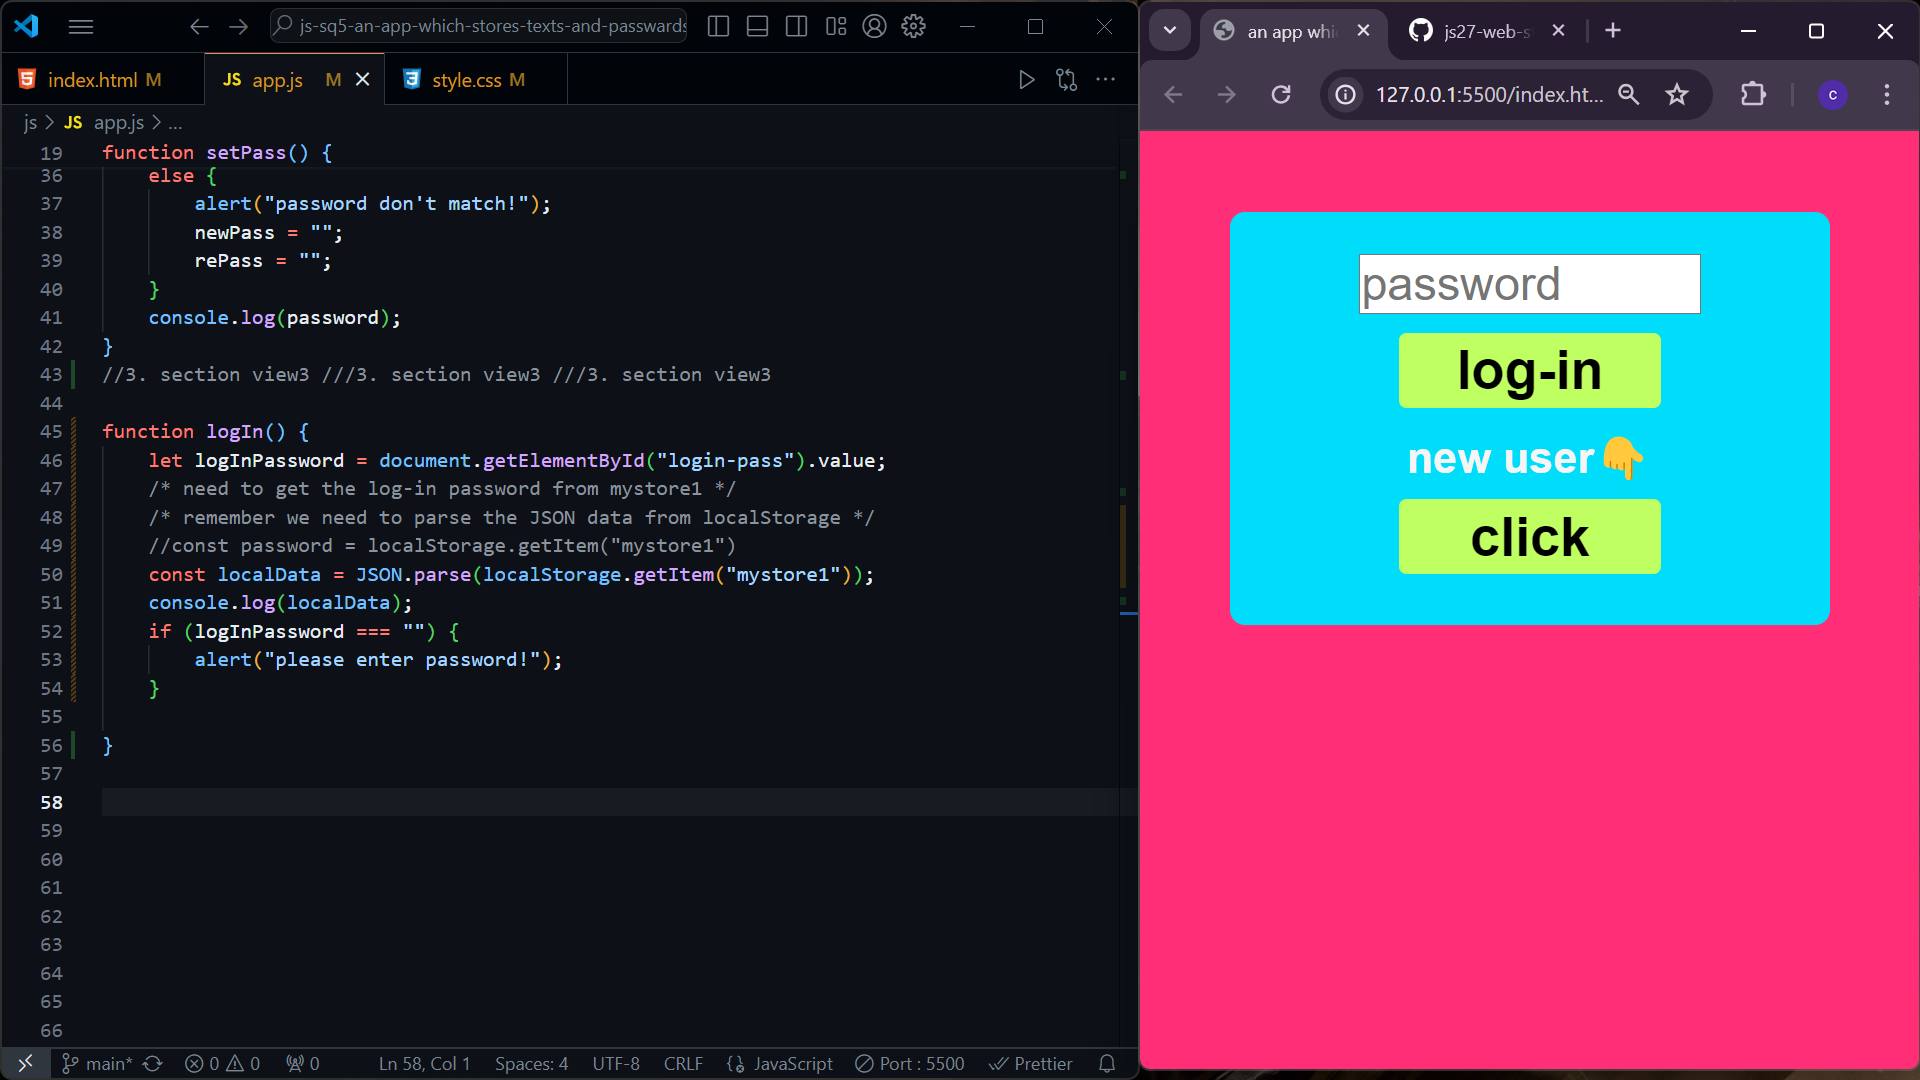 js-sq5-an-app-which-stores-texts-and-passwards
index.html M
JS app.js M
style.css M
js > JS app.js > ...
19 function setPass() {
36 else {
37 alert("password don't match!");
38 newPass = "";
39 rePass = "";
40 }
41 console.log(password);
42 }
43 //3. section view3 ///3. section view3 ///3. section view3
44
45 function logIn() {
46 let logInPassword = document.getElementById("login-pass").value;
47 /* need to get the log-in password from mystore1 */
48 /* remember we need to parse the JSON data from localStorage */
49 //const password = localStorage.getItem("mystore1")
50 const localData = JSON.parse(localStorage.getItem("mystore1"));
51 console.log(localData);
52 if (logInPassword === "") {
53 alert("please enter password!");
54 }
55
56 }
57
58
59
60
61
62
63
64
65
66
main* 0 0 0 Ln 58, Col 1 Spaces: 4 UTF-8 CRLF {} JavaScript Port : 5500 Prettier
an app whi
js27-web-s
127.0.0.1:5500/index.ht...
c
password
log-in
new user👇
click